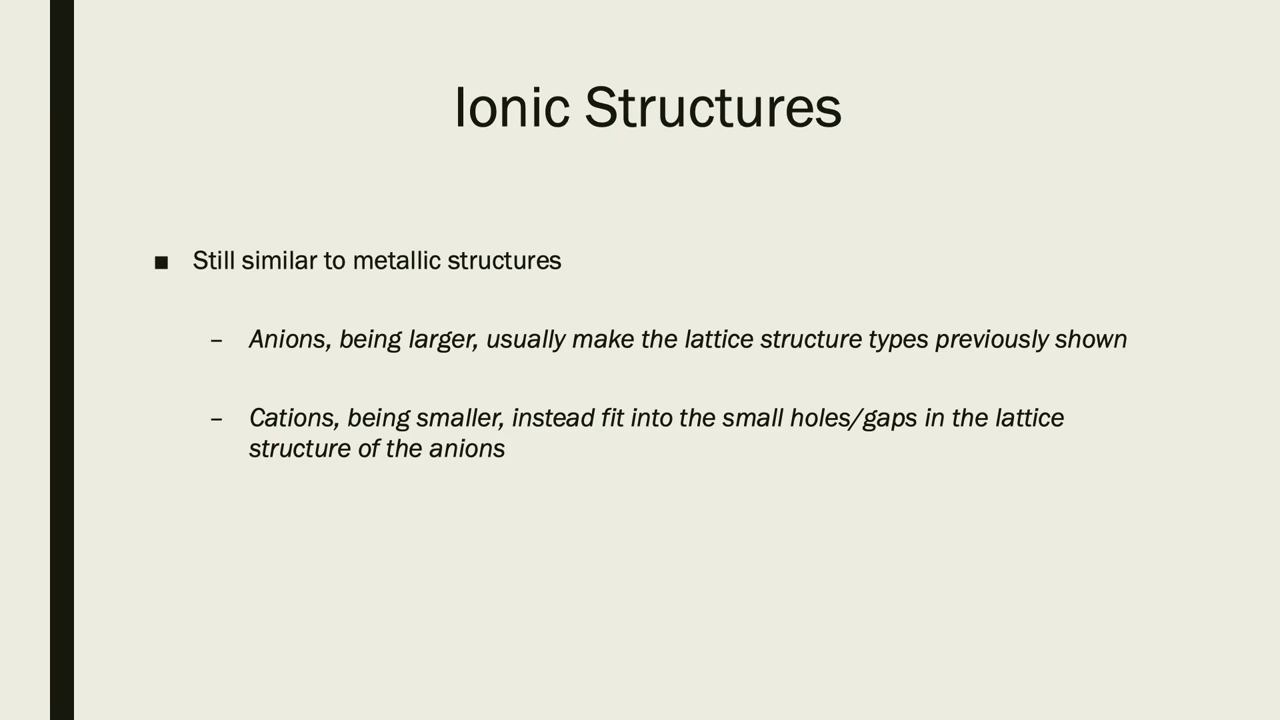 Ionic Structures
■ Still similar to metallic structures
– Anions, being larger, usually make the lattice structure types previously shown
– Cations, being smaller, instead fit into the small holes/gaps in the lattice
structure of the anions